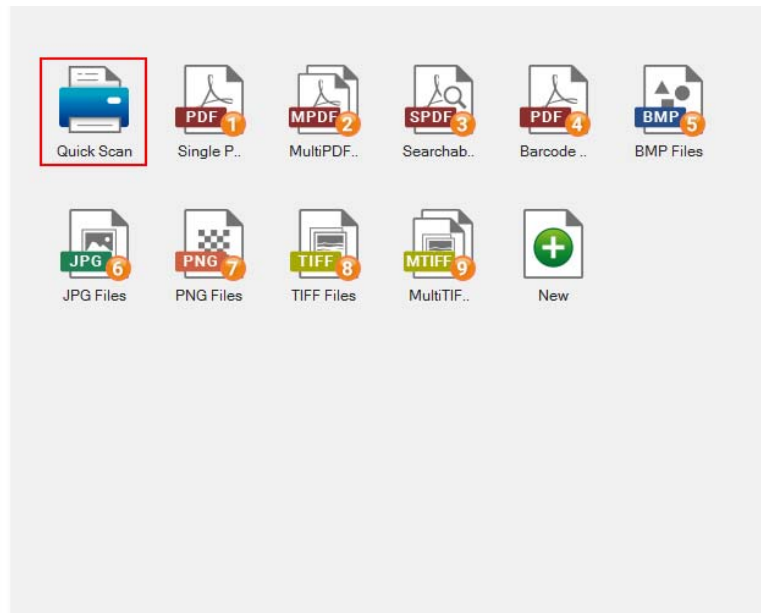 PDF 1 MPDF 2 SPDF 3 PDF 4 BMP 5
Quick Scan Single P.. MultiPDF.. Searchab.. Barcode .. BMP Files
JPG 6 PNG 7 TIFF 8 MTIFF 9
JPG Files PNG Files TIFF Files MultiTIF.. New